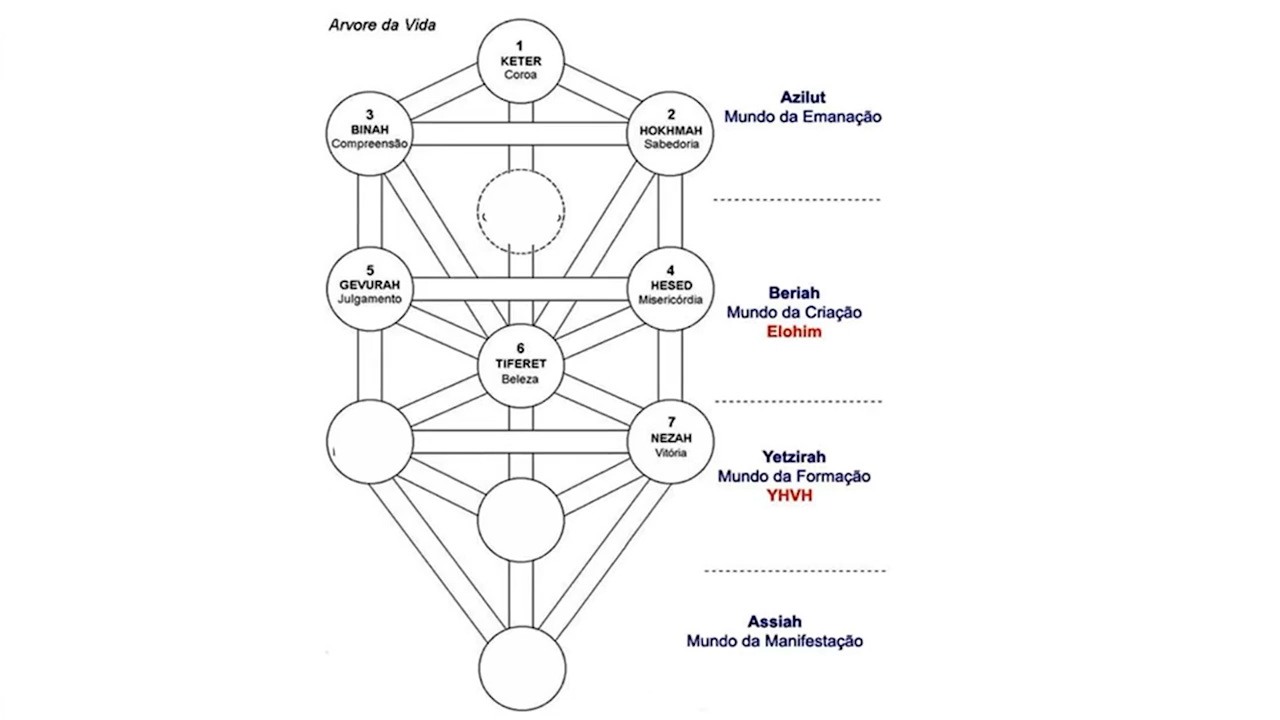 Arvore da Vida
1
KETER
Coroa
3
BINAH
Compreensão
2
HOKHMAH
Sabedoria
Azilut
Mundo da Emanação
5
GEVURAH
Julgamento
4
HESED
Misericórdia
Beriah
Mundo da Criação
Elohim
6
TIFERET
Beleza
7
NEZAH
Vitória
Yetzirah
Mundo da Formação
YHVH
Assiah
Mundo da Manifestação